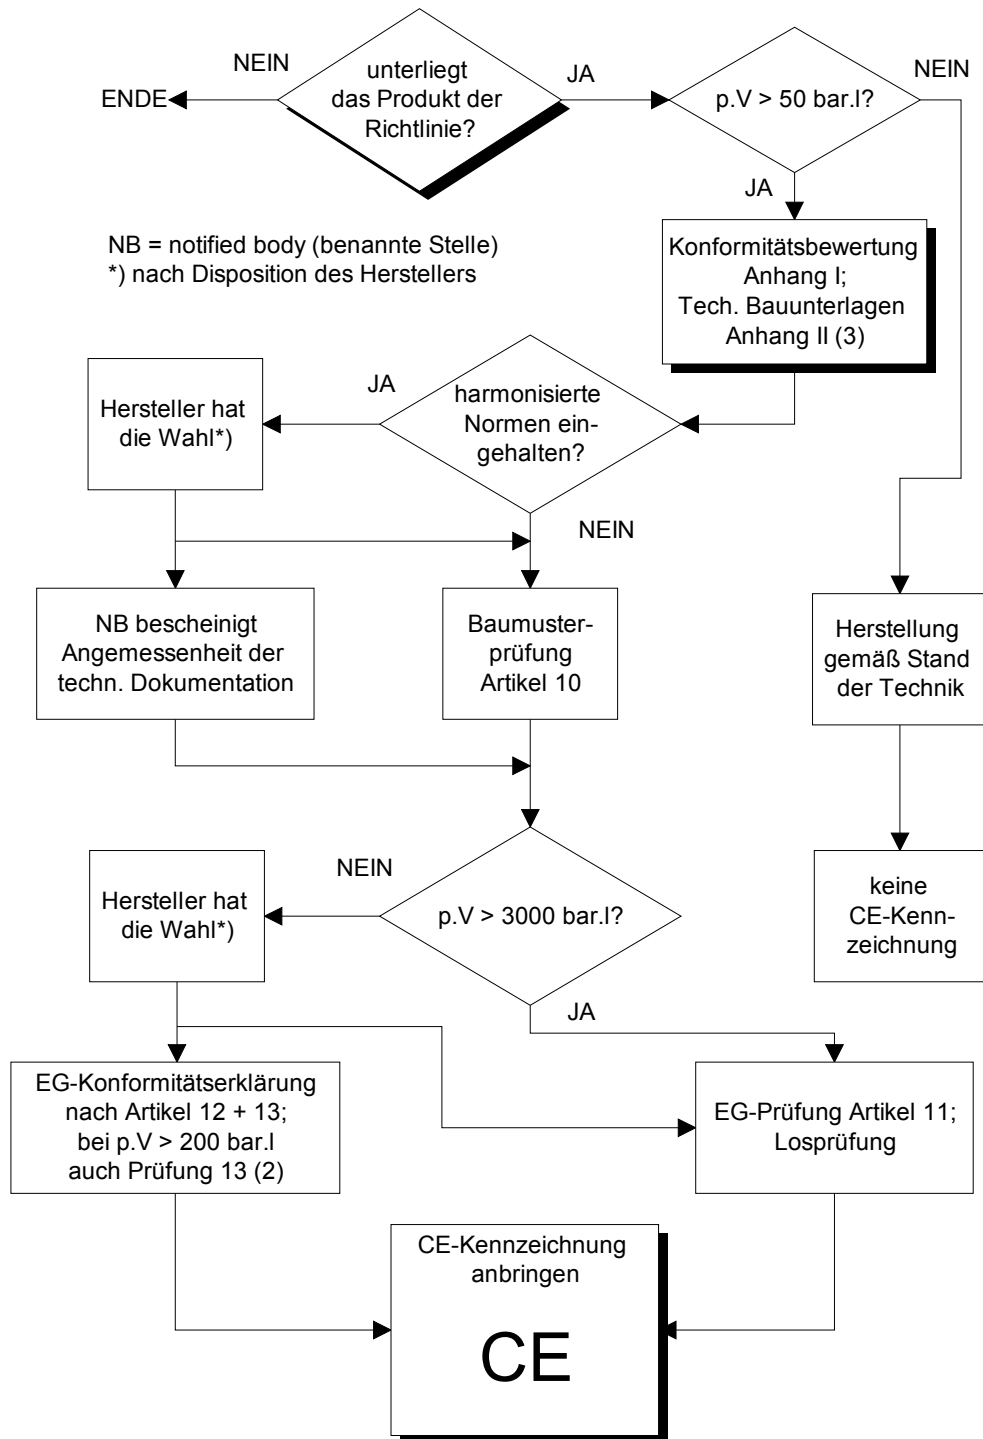 NEIN
unterliegt
das Produkt der
Richtlinie?
ENDE
JA
p.V > 50 bar.l?
NEIN
JA
NB = notified body (benannte Stelle)
*) nach Disposition des Herstellers
Konformitätsbewertung
Anhang I;
Tech. Bauunterlagen
Anhang II (3)
JA
harmonisierte
Normen ein-
gehalten?
Hersteller hat
die Wahl*)
NEIN
NB bescheinigt
Angemessenheit der
techn. Dokumentation
Baumuster-
prüfung
Artikel 10
Herstellung
gemäß Stand
der Technik
NEIN
Hersteller hat
die Wahl*)
p.V > 3000 bar.l?
keine
CE-Kenn-
zeichnung
JA
EG-Konformitätserklärung
nach Artikel 12 + 13;
bei p.V > 200 bar.l
auch Prüfung 13 (2)
EG-Prüfung Artikel 11;
Losprüfung
CE-Kennzeichnung
anbringen
CE